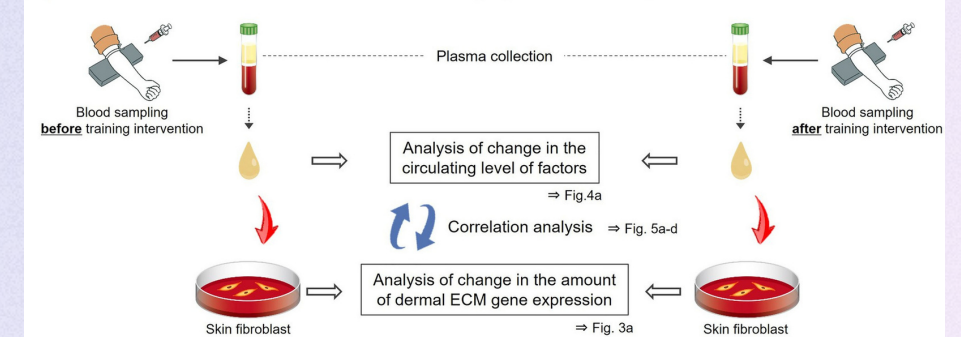 Plasma collection
Blood sampling
before training intervention
Blood sampling
after training intervention
Analysis of change in the
circulating level of factors
⇒ Fig.4a
Correlation analysis ⇒ Fig. 5a-d
Analysis of change in the amount
of dermal ECM gene expression
⇒ Fig. 3a
Skin fibroblast
Skin fibroblast